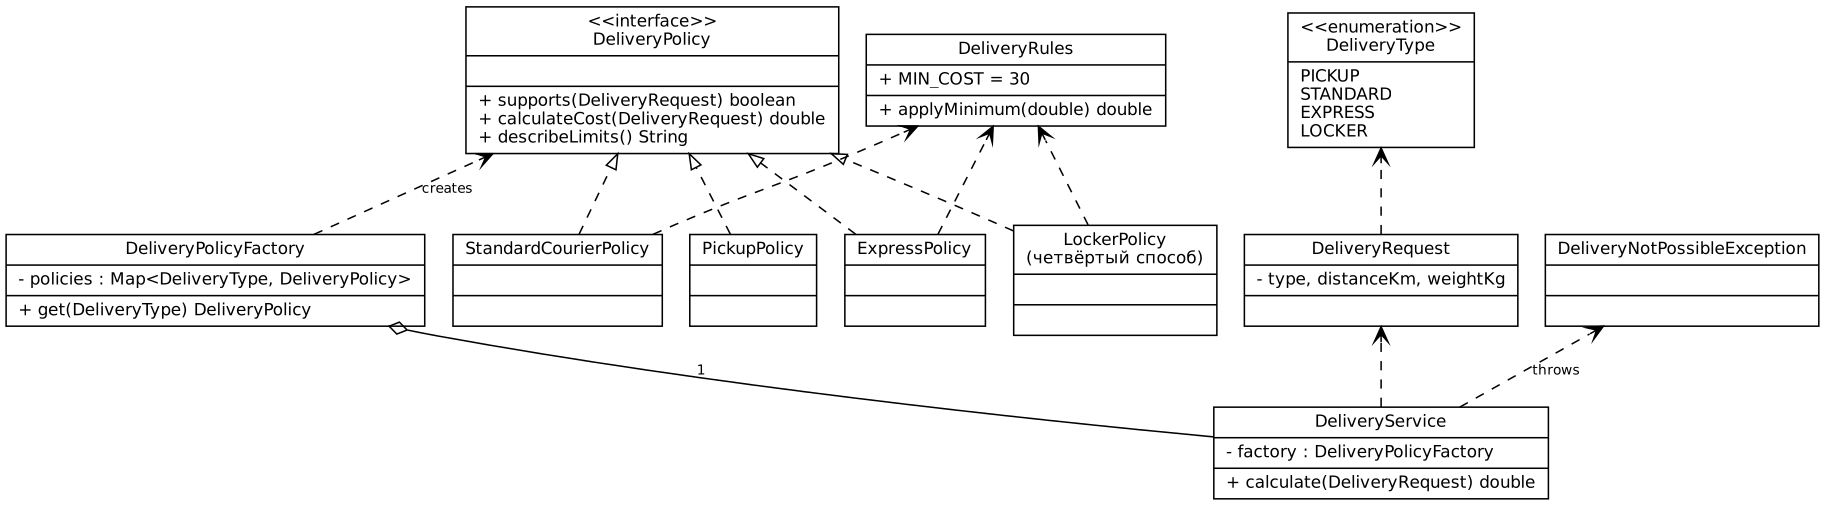 <<interface>>
DeliveryPolicy
+ supports(DeliveryRequest) boolean
+ calculateCost(DeliveryRequest) double
+ describeLimits() String
DeliveryRules
+ MIN_COST = 30
+ applyMinimum(double) double
<<enumeration>>
DeliveryType
PICKUP
STANDARD
EXPRESS
LOCKER
creates
DeliveryPolicyFactory
- policies : Map<DeliveryType, DeliveryPolicy>
+ get(DeliveryType) DeliveryPolicy
StandardCourierPolicy
PickupPolicy
ExpressPolicy
LockerPolicy
(четвёртый способ)
DeliveryRequest
- type, distanceKm, weightKg
DeliveryNotPossibleException
1
throws
DeliveryService
- factory : DeliveryPolicyFactory
+ calculate(DeliveryRequest) double